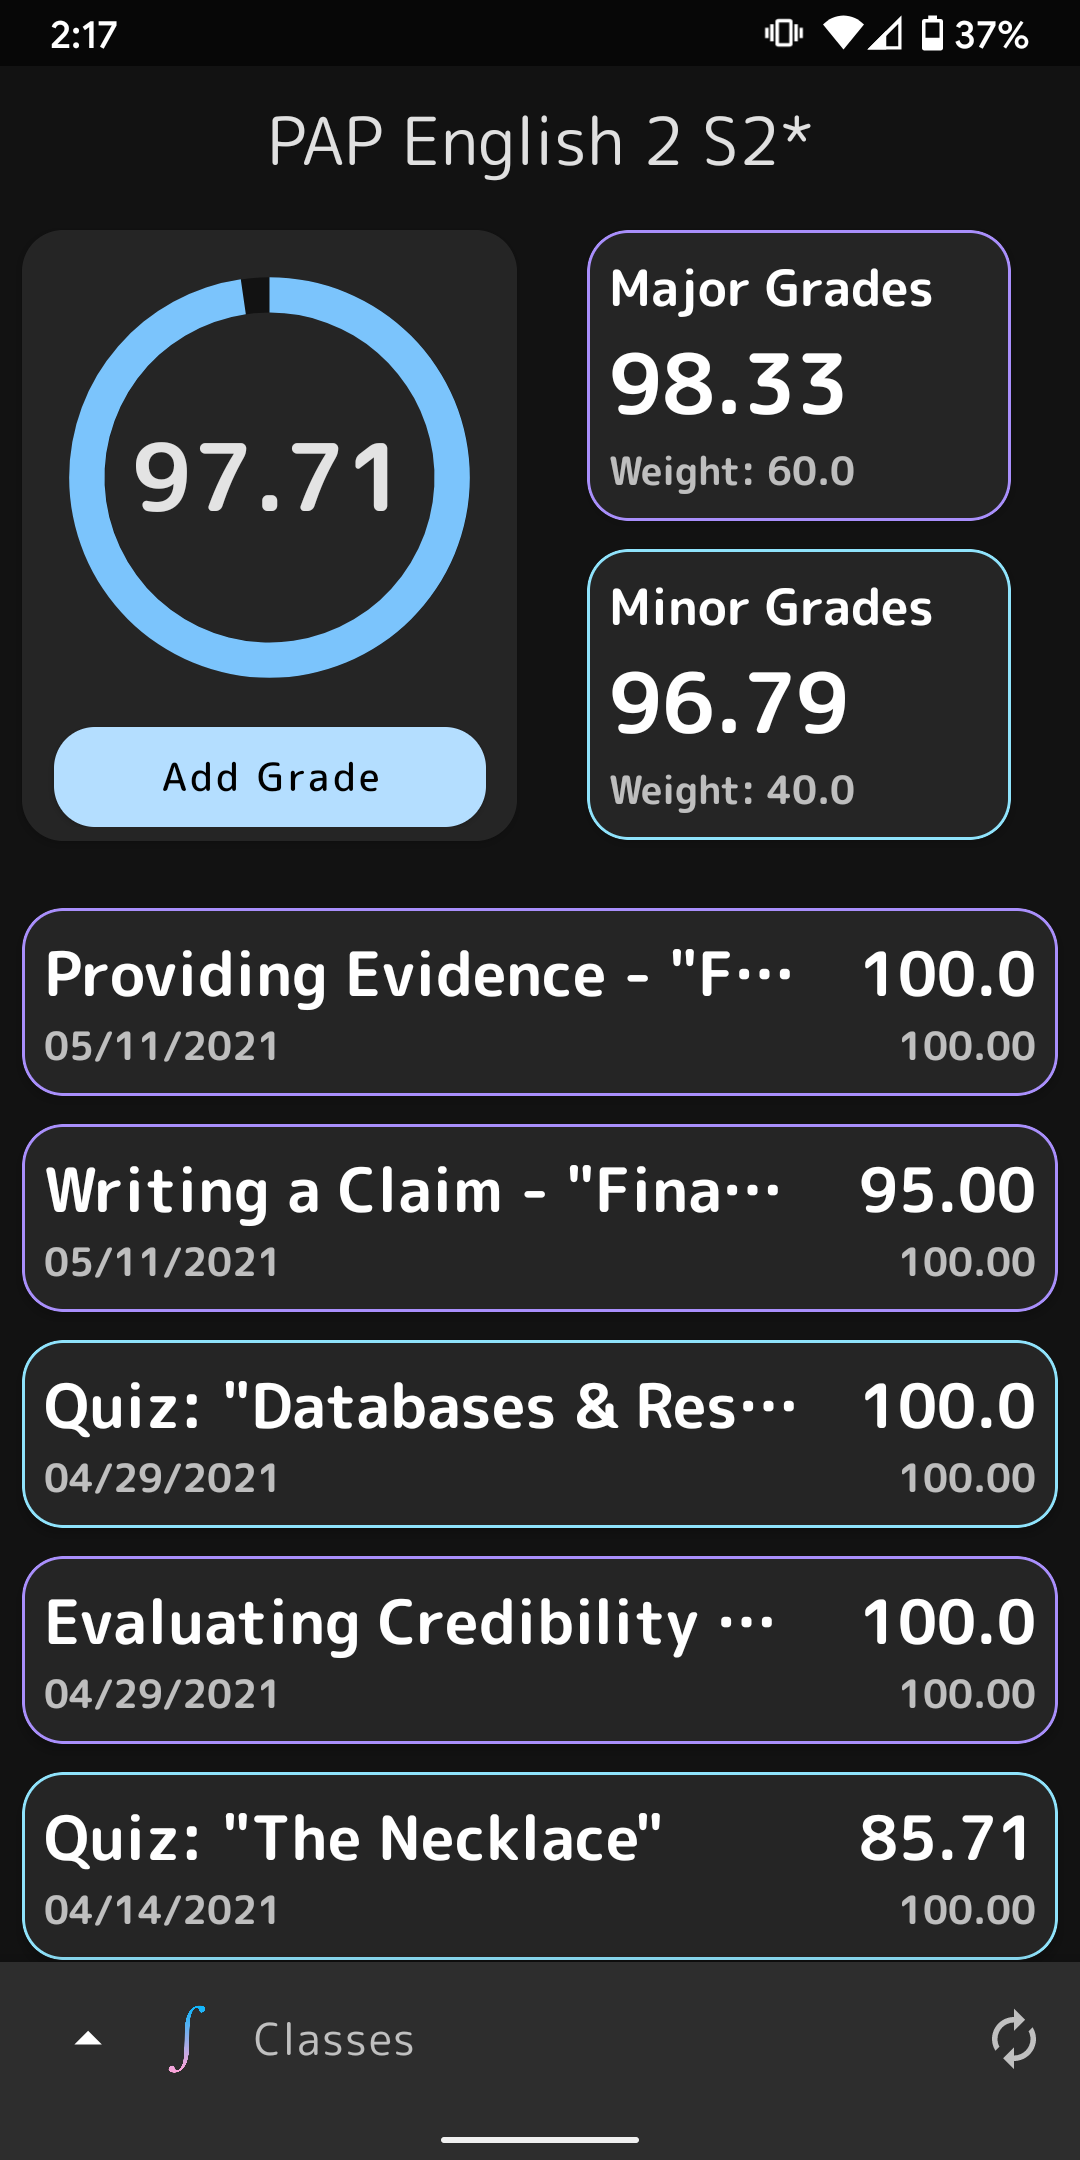 2:17
37%
PAP English 2 S2*
97.71
Add Grade
Major Grades
98.33
Weight: 60.0
Minor Grades
96.79
Weight: 40.0
Providing Evidence - "F… 100.0
05/11/2021 100.00
Writing a Claim - "Fina… 95.00
05/11/2021 100.00
Quiz: "Databases & Res… 100.0
04/29/2021 100.00
Evaluating Credibility … 100.0
04/29/2021 100.00
Quiz: "The Necklace" 85.71
04/14/2021 100.00
Classes